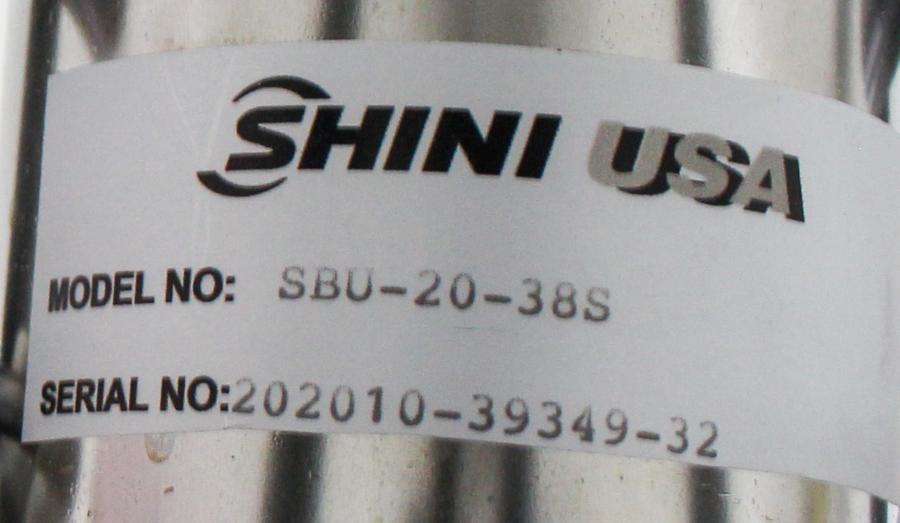 SHINI USA
MODEL NO: SBU-20-38S
SERIAL NO:202010-39349-32